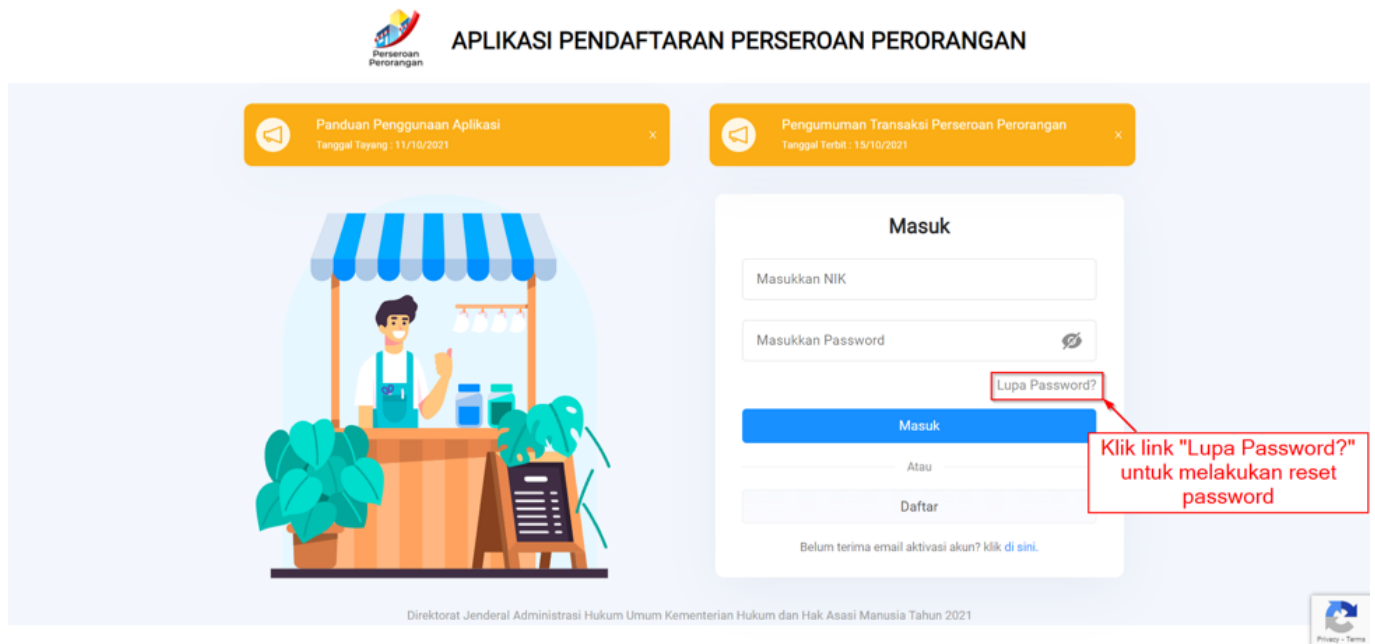 Perseroan
Perorangan
APLIKASI PENDAFTARAN PERSEROAN PERORANGAN
Panduan Penggunaan Aplikasi
Tanggal Tayang : 11/10/2021
×
Pengumuman Transaksi Perseroan Perorangan
Tanggal Terbit : 15/10/2021
×
Masuk
Masukkan NIK
Masukkan Password
Lupa Password?
Masuk
Klik link "Lupa Password?"
untuk melakukan reset
password
Atau
Daftar
Belum terima email aktivasi akun? klik di sini.
Direktorat Jenderal Administrasi Hukum Umum Kementerian Hukum dan Hak Asasi Manusia Tahun 2021
Privacy - Terms